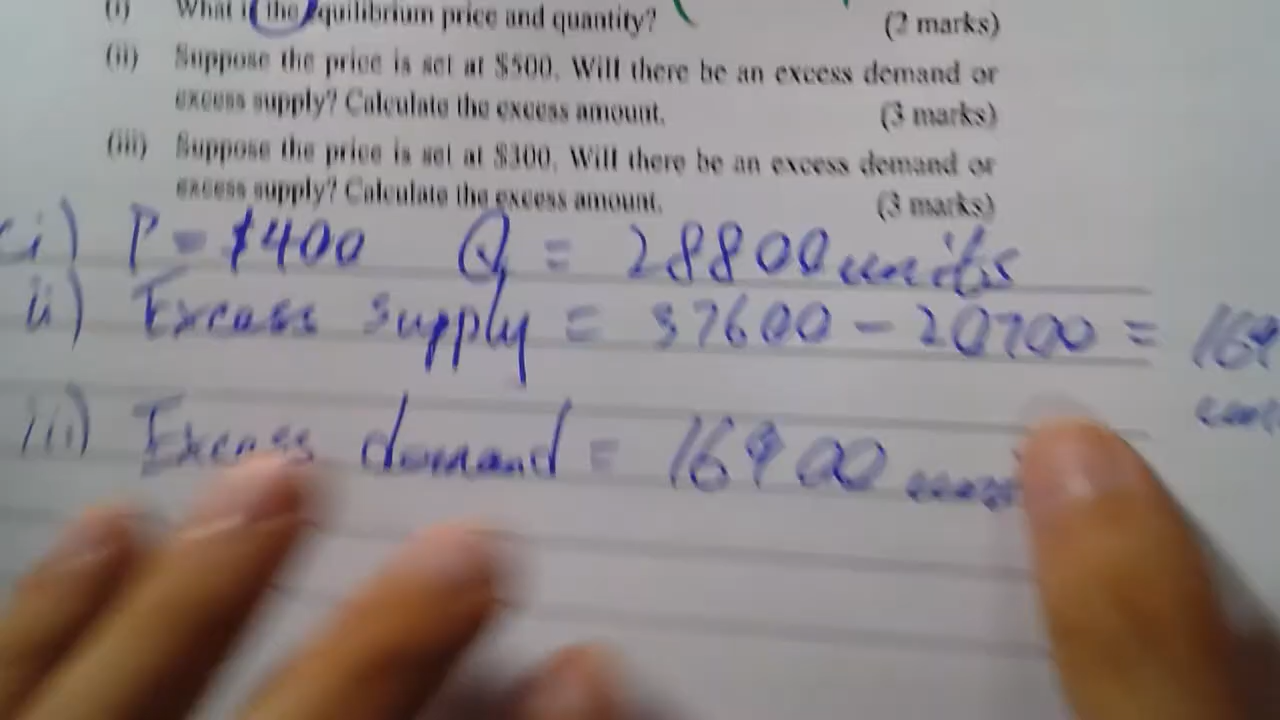 (i) What is the equilibrium price and quantity? (2 marks)
(ii) Suppose the price is set at $500. Will there be an excess demand or
excess supply? Calculate the excess amount. (3 marks)
(iii) Suppose the price is set at $300. Will there be an excess demand or
excess supply? Calculate the excess amount. (3 marks)
i) P = $400 Q = 28800 units
ii) Excess supply = 37600 - 20700 =
iii) Excess demand = 16900